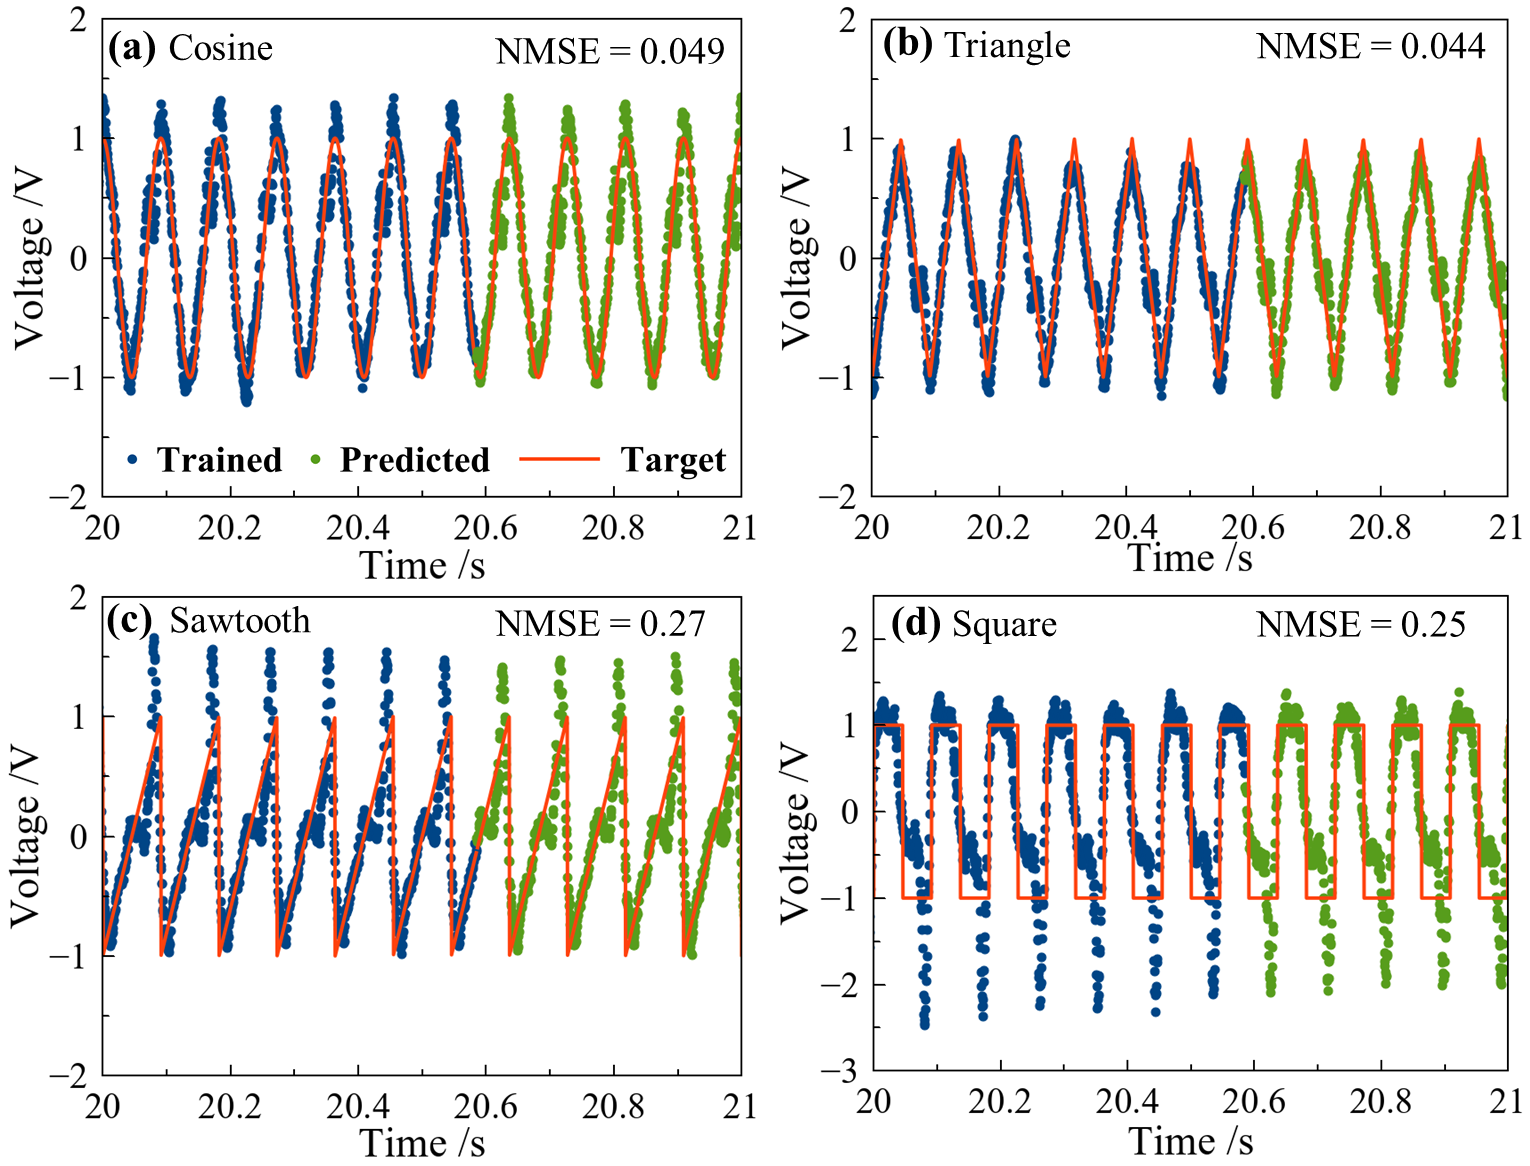 (a) Cosine NMSE = 0.049
2
1
0
−1
−2
Voltage /V
Trained Predicted Target
20 20.2 20.4 20.6 20.8 21
Time /s
(b) Triangle NMSE = 0.044
2
1
0
−1
−2
Voltage /V
20 20.2 20.4 20.6 20.8 21
Time /s
(c) Sawtooth NMSE = 0.27
2
1
0
−1
−2
Voltage /V
20 20.2 20.4 20.6 20.8 21
Time /s
(d) Square NMSE = 0.25
2
1
0
−1
−2
−3
Voltage /V
20 20.2 20.4 20.6 20.8 21
Time /s